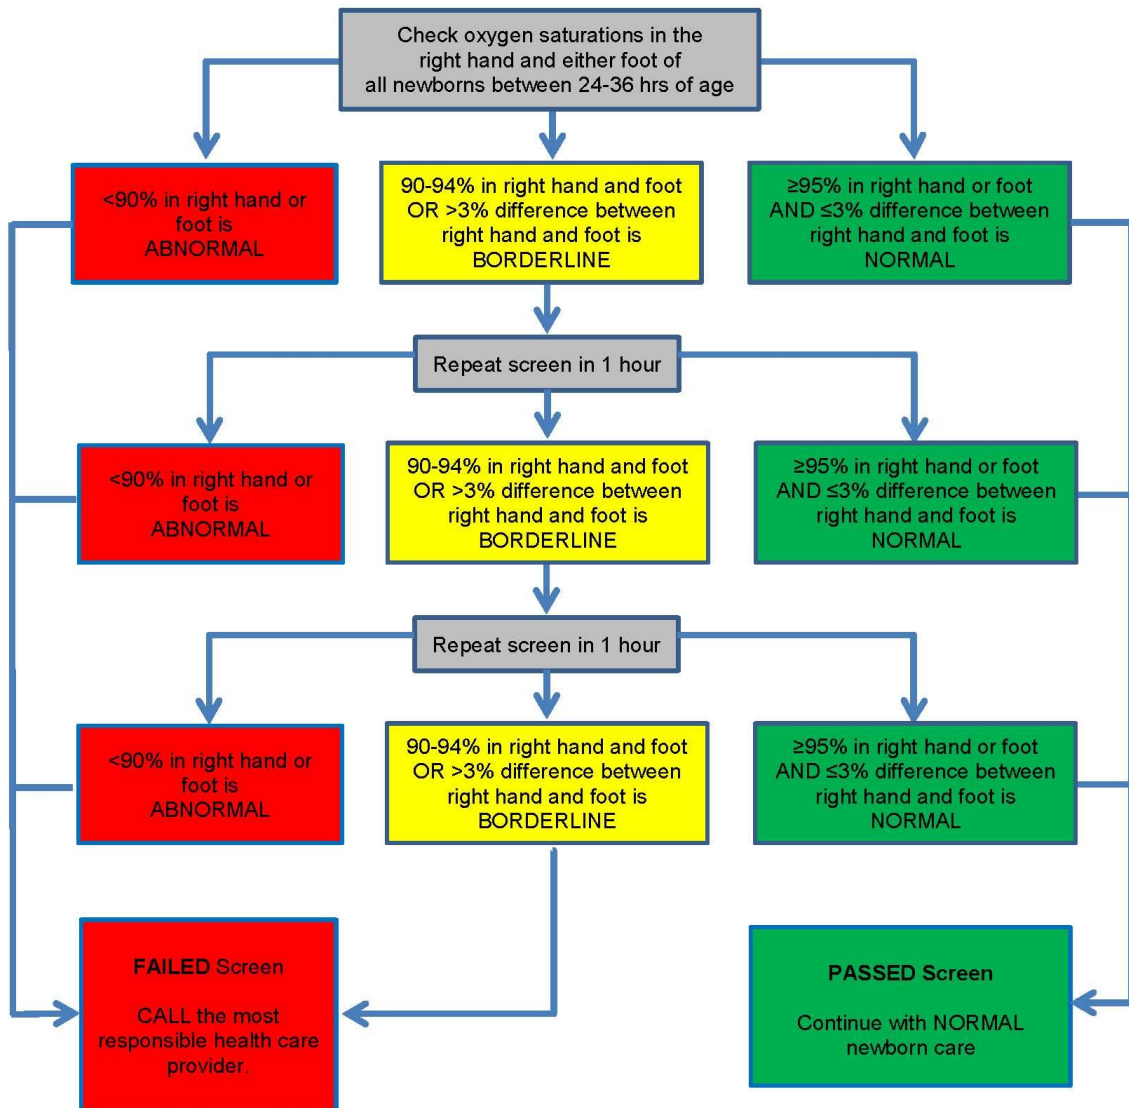 Check oxygen saturations in the
right hand and either foot of
all newborns between 24-36 hrs of age
<90% in right hand or
foot is
ABNORMAL
90-94% in right hand and foot
OR >3% difference between
right hand and foot is
BORDERLINE
≥95% in right hand or foot
AND ≤3% difference between
right hand and foot is
NORMAL
Repeat screen in 1 hour
<90% in right hand or
foot is
ABNORMAL
90-94% in right hand and foot
OR >3% difference between
right hand and foot is
BORDERLINE
≥95% in right hand or foot
AND ≤3% difference between
right hand and foot is
NORMAL
Repeat screen in 1 hour
<90% in right hand or
foot is
ABNORMAL
90-94% in right hand and foot
OR >3% difference between
right hand and foot is
BORDERLINE
≥95% in right hand or foot
AND ≤3% difference between
right hand and foot is
NORMAL
FAILED Screen
CALL the most
responsible health care
provider.
PASSED Screen
Continue with NORMAL
newborn care